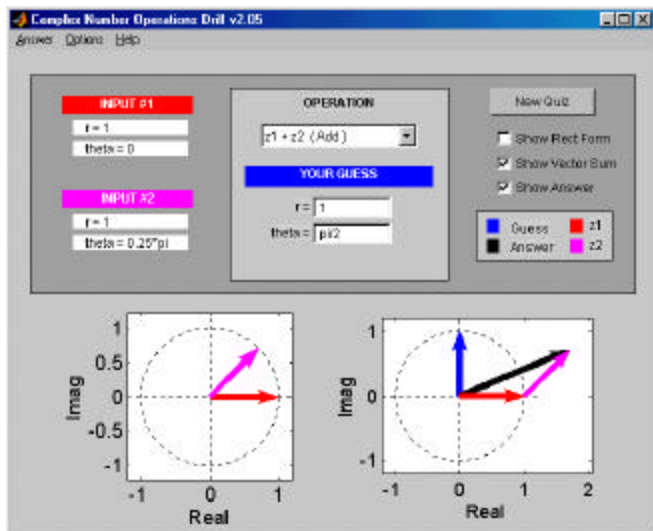 Complex Number Operations Drill v2.05
Answer Options Help
INPUT #1
r = 1
theta = 0
INPUT #2
r = 1
theta = 0.25*pi
OPERATION
z1 + z2 (Add)
YOUR GUESS
r = 1
theta = pi/2
New Quiz
Show Rect Form
Show Vector Sum
Show Answer
Guess z1
Answer z2
1
0.5
0
-0.5
-1
Imag
-1 0 1
Real
1
0
-1
Imag
-1 0 1 2
Real